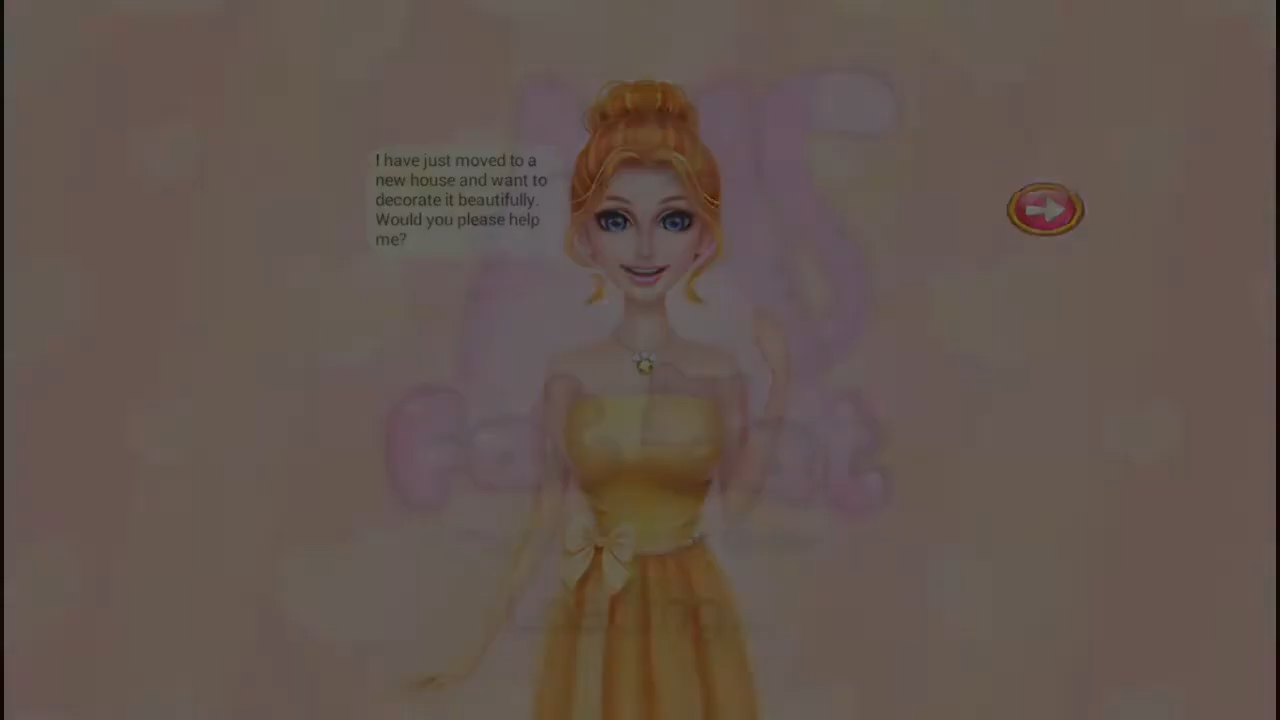 I have just moved to a
new house and want to
decorate it beautifully.
Would you please help
me?